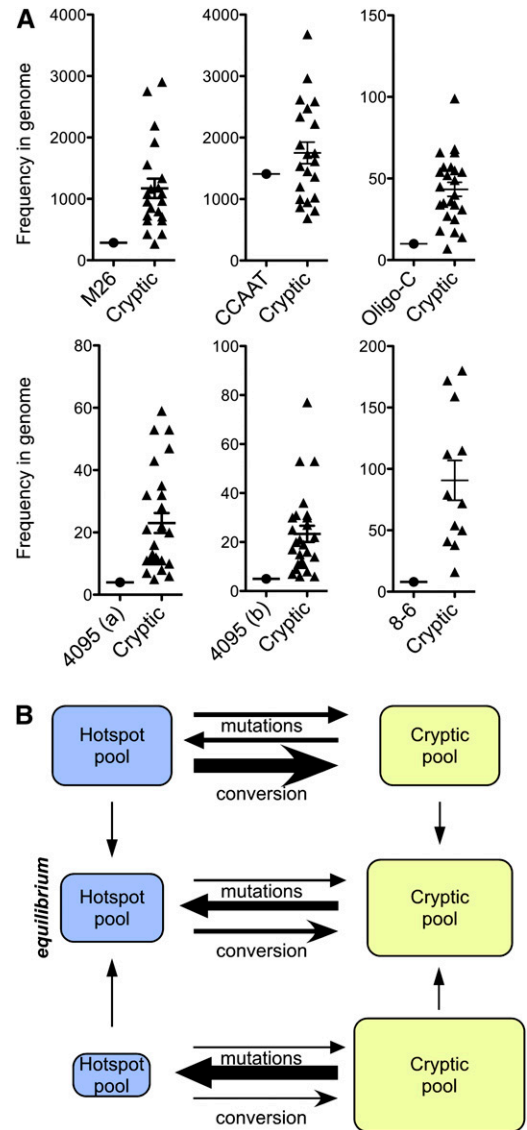 A
Frequency in genome
4000
3000
2000
1000
0
M26
Cryptic
4000
3000
2000
1000
0
CCAAT
Cryptic
150
100
50
0
Oligo-C
Cryptic
Frequency in genome
80
60
40
20
0
4095 (a)
Cryptic
100
80
60
40
20
0
4095 (b)
Cryptic
200
150
100
50
0
8-6
Cryptic
B
Hotspot
pool
mutations
conversion
Cryptic
pool
equilibrium
Hotspot
pool
mutations
conversion
Cryptic
pool
Hotspot
pool
mutations
conversion
Cryptic
pool